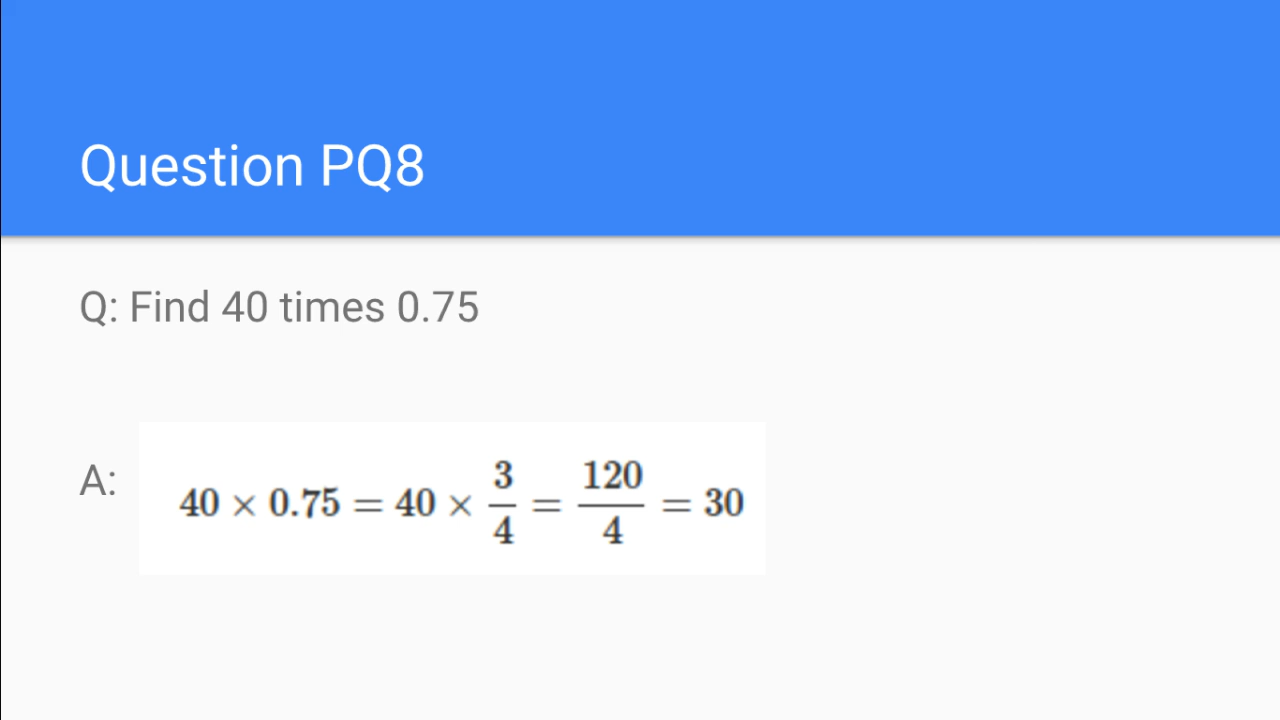 Question PQ8
Q: Find 40 times 0.75
A: 40 × 0.75 = 40 × 3/4 = 120/4 = 30